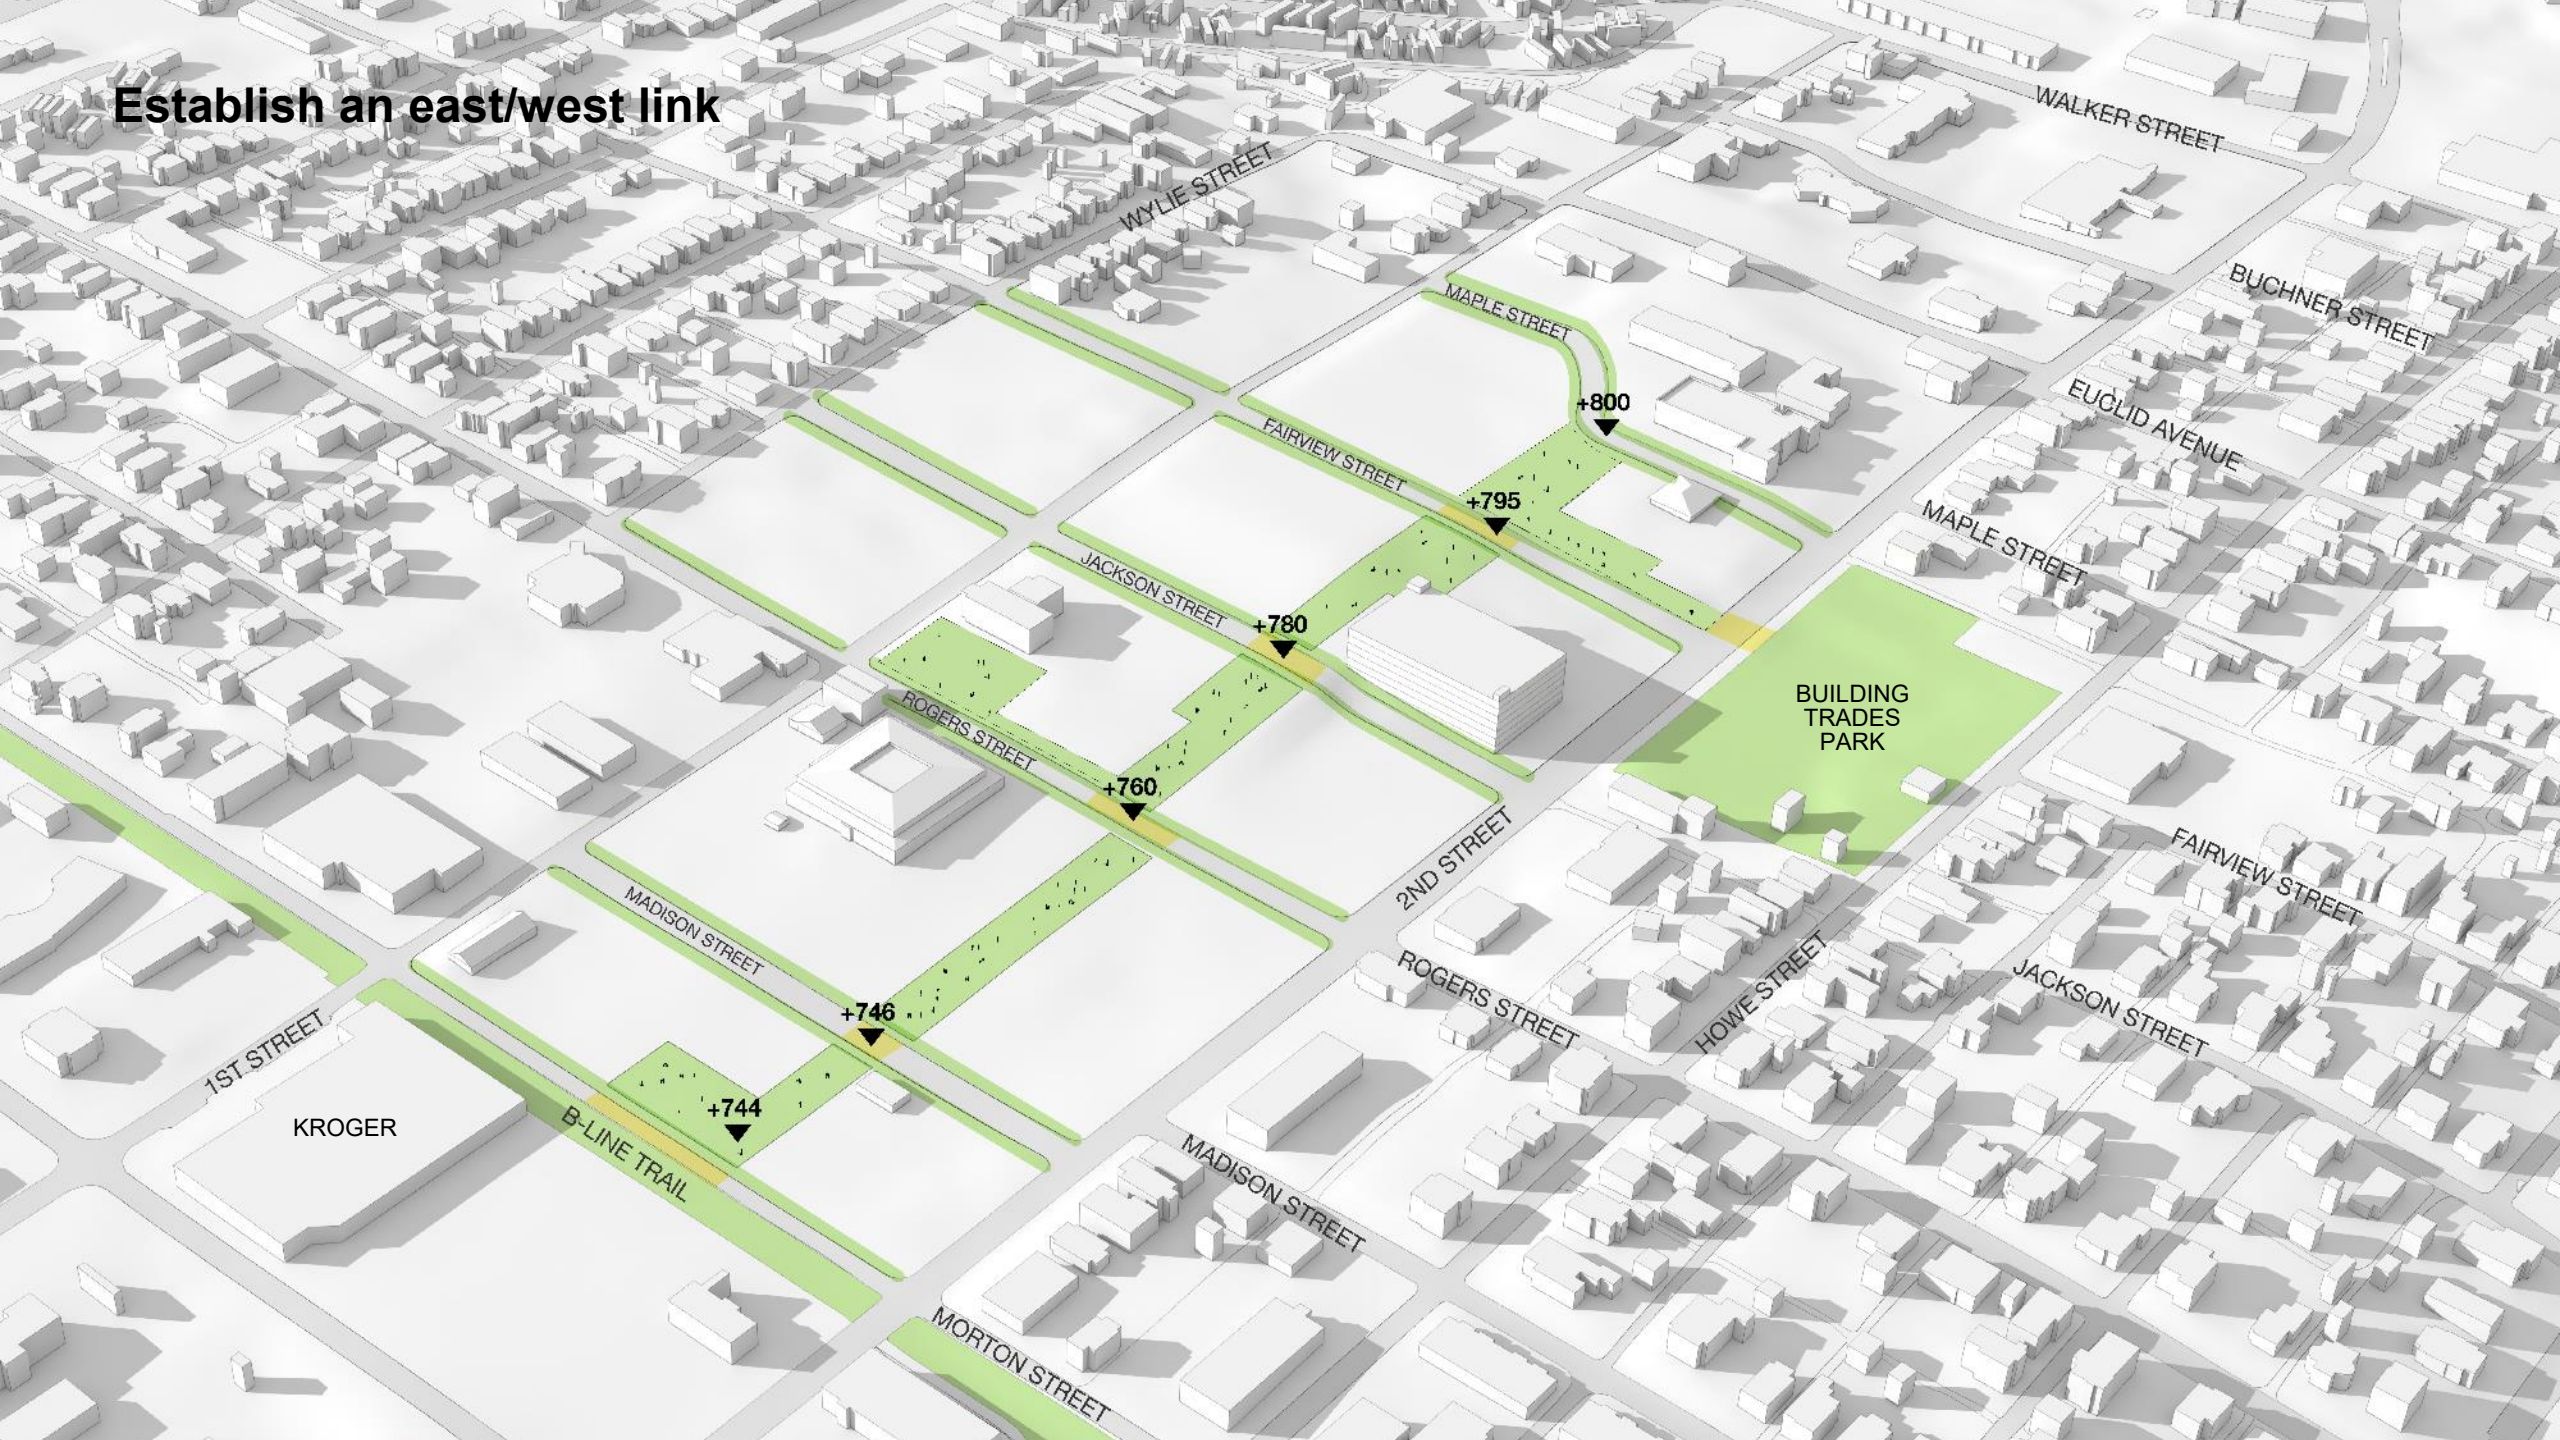 Establish an east/west link
WALKER STREET
WYLIE STREET
BUCHNER STREET
MAPLE STREET
+800
EUCLID AVENUE
FAIRVIEW STREET
+795
MAPLE STREET
JACKSON STREET
+780
BUILDING
TRADES
PARK
ROGERS STREET
+760
2ND STREET
FAIRVIEW STREET
MADISON STREET
ROGERS STREET
HOWE STREET
JACKSON STREET
+746
1ST STREET
+744
KROGER
B-LINE TRAIL
MADISON STREET
MORTON STREET